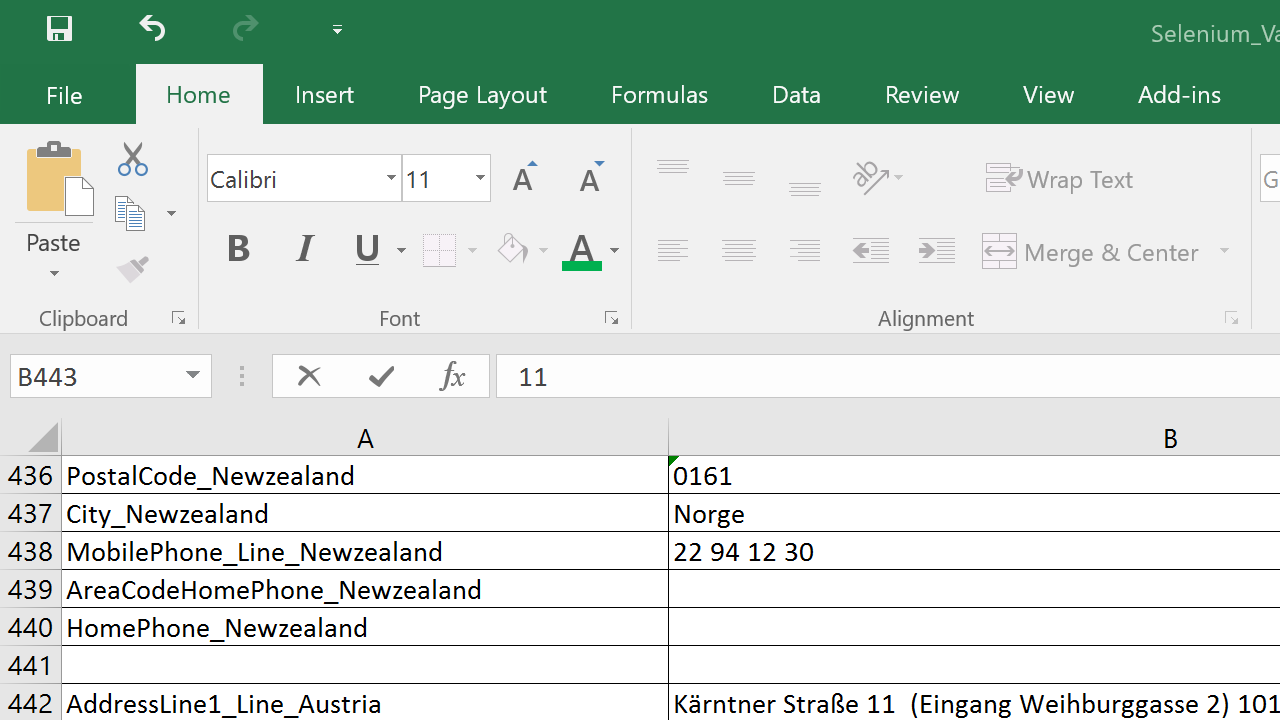 Selenium_Va
File Home Insert Page Layout Formulas Data Review View Add-ins
Calibri 11 A A ab Wrap Text G
Paste B I U A Merge & Center
Clipboard Font Alignment
B443 fx 11
A B
436 PostalCode_Newzealand 0161
437 City_Newzealand Norge
438 MobilePhone_Line_Newzealand 22 94 12 30
439 AreaCodeHomePhone_Newzealand
440 HomePhone_Newzealand
441
442 AddressLine1_Line_Austria Kärntner Straße 11  (Eingang Weihburggasse 2) 101